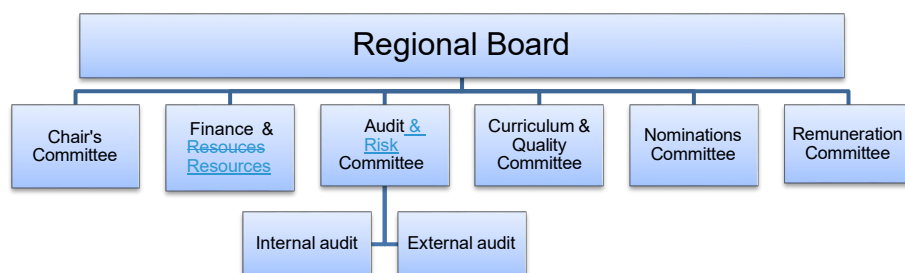 Regional Board
Chair's
Committee
Finance &
Resouces
Resources
Audit &
Risk
Committee
Curriculum &
Quality
Committee
Nominations
Committee
Remuneration
Committee
Internal audit
External audit